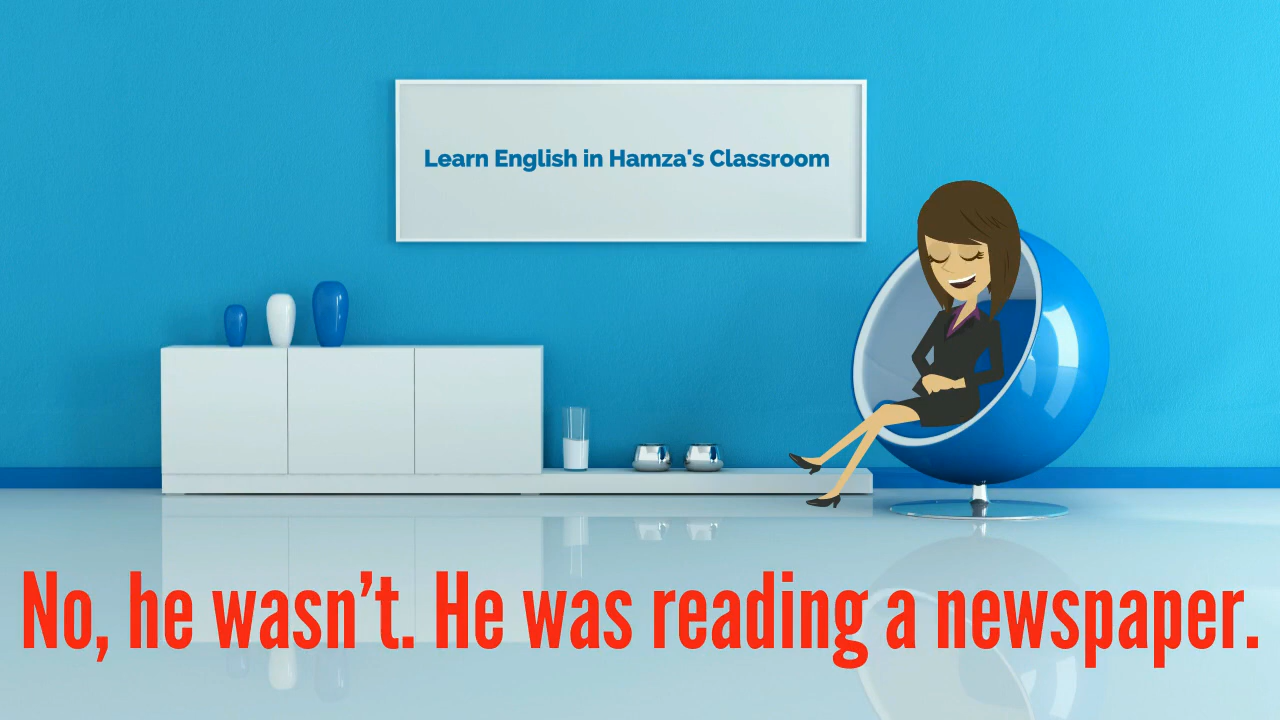 Learn English in Hamza's Classroom
No, he wasn’t. He was reading a newspaper.